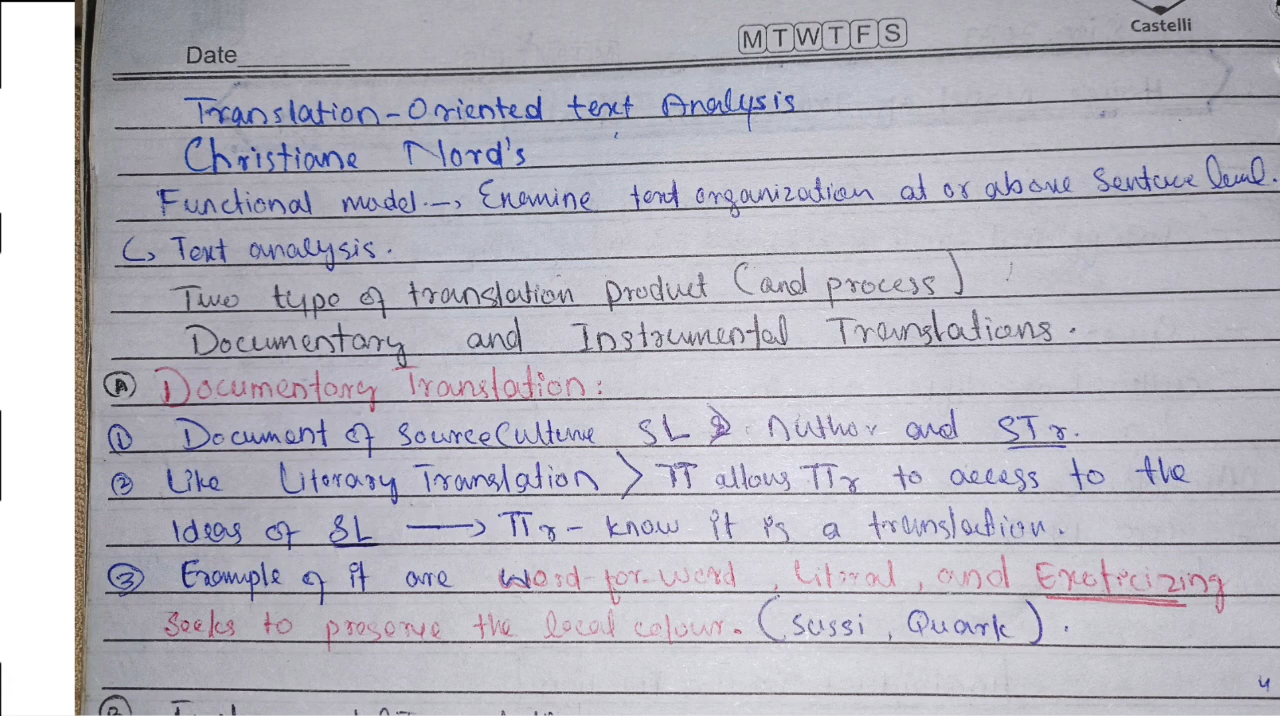 Castelli
M T W T F S
Date
Translation-Oriented text Analysis
Christiane Nord's
Functional model → Examine text organization at or above Sentence level.
↳ Text analysis.
Two type of translation product (and process)
Documentary and Instrumental Translations.
Ⓐ Documentary Translation:
① Document of Source Culture SL Author and STr.
② Like Literary Translation > TT allows TTr to access to the
Ideas of SL → TTr - know it is a translation.
③ Example of it are word-for-word, literal, and Exoticizing
Seeks to preserve the local colour. (Sussi, Quark).
4